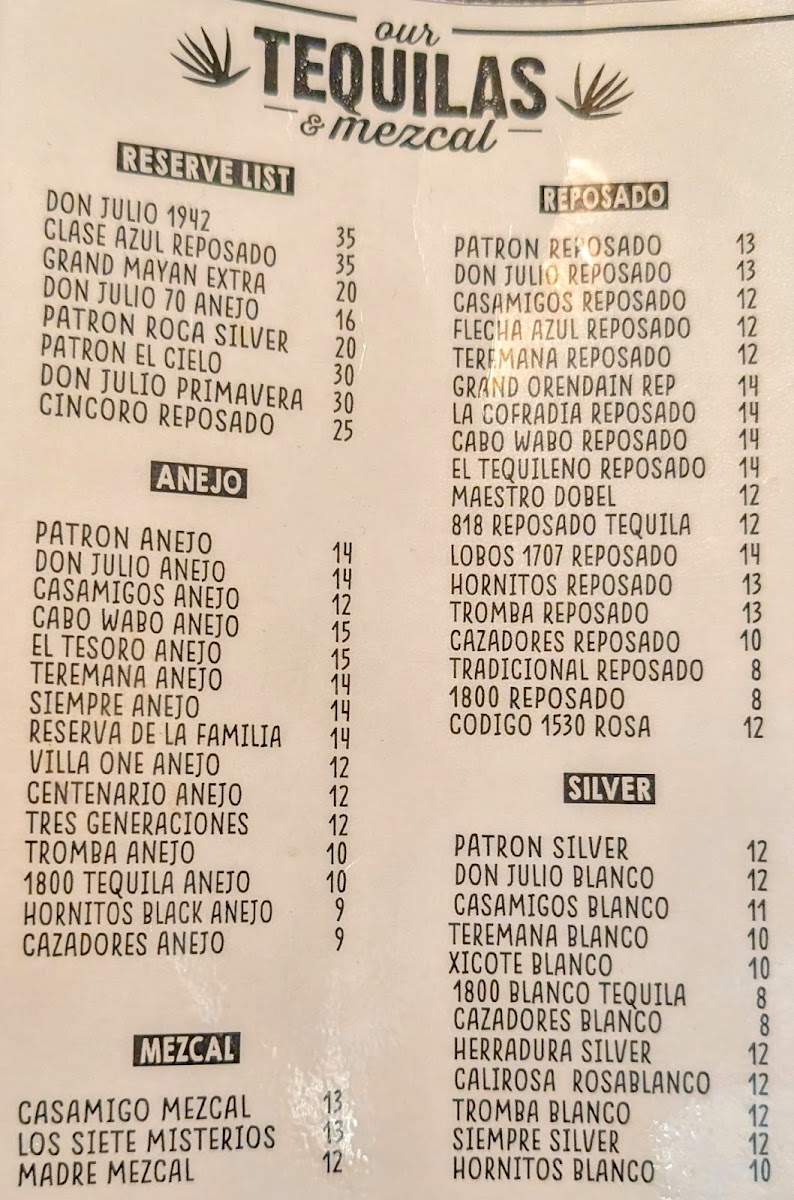 our
TEQUILAS
& mezcal
RESERVE LIST
DON JULIO 1942 35
CLASE AZUL REPOSADO 35
GRAND MAYAN EXTRA 20
DON JULIO 70 ANEJO 16
PATRON ROCA SILVER 20
PATRON EL CIELO 30
DON JULIO PRIMAVERA 30
CINCORO REPOSADO 25
ANEJO
PATRON ANEJO 14
DON JULIO ANEJO 14
CASAMIGOS ANEJO 12
CABO WABO ANEJO 15
EL TESORO ANEJO 15
TEREMANA ANEJO 14
SIEMPRE ANEJO 14
RESERVA DE LA FAMILIA 14
VILLA ONE ANEJO 12
CENTENARIO ANEJO 12
TRES GENERACIONES 12
TROMBA ANEJO 10
1800 TEQUILA ANEJO 10
HORNITOS BLACK ANEJO 9
CAZADORES ANEJO 9
MEZCAL
CASAMIGO MEZCAL 13
LOS SIETE MISTERIOS 13
MADRE MEZCAL 12
REPOSADO
PATRON REPOSADO 13
DON JULIO REPOSADO 13
CASAMIGOS REPOSADO 12
FLECHA AZUL REPOSADO 12
TEREMANA REPOSADO 12
GRAND ORENDAIN REP 14
LA COFRADIA REPOSADO 14
CABO WABO REPOSADO 14
EL TEQUILENO REPOSADO 14
MAESTRO DOBEL 12
818 REPOSADO TEQUILA 12
LOBOS 1707 REPOSADO 14
HORNITOS REPOSADO 13
TROMBA REPOSADO 13
CAZADORES REPOSADO 10
TRADICIONAL REPOSADO 8
1800 REPOSADO 8
CODIGO 1530 ROSA 12
SILVER
PATRON SILVER 12
DON JULIO BLANCO 12
CASAMIGOS BLANCO 11
TEREMANA BLANCO 10
XICOTE BLANCO 10
1800 BLANCO TEQUILA 8
CAZADORES BLANCO 8
HERRADURA SILVER 12
CALIROSA ROSABLANCO 12
TROMBA BLANCO 12
SIEMPRE SILVER 12
HORNITOS BLANCO 10